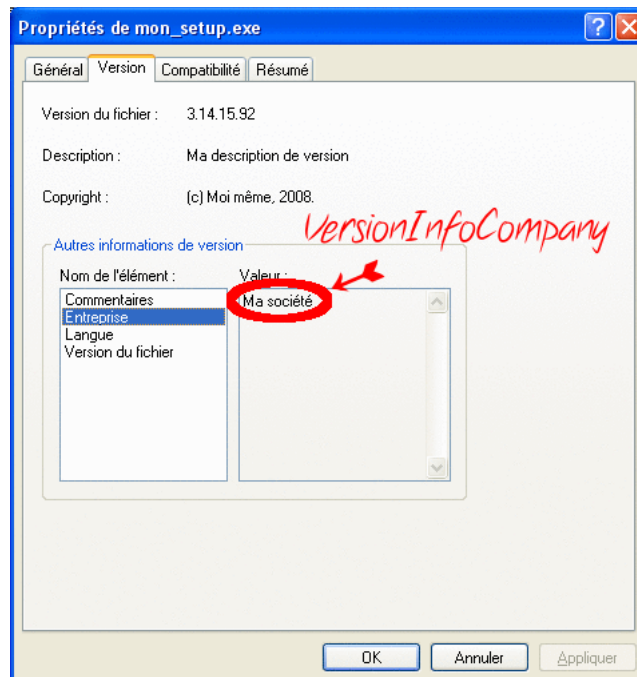 Propriétés de mon_setup.exe
Général Version Compatibilité Résumé
Version du fichier : 3.14.15.92
Description : Ma description de version
Copyright : (c) Moi même, 2008.
VersionInfoCompany
Autres informations de version
Nom de l'élément : Valeur :
Commentaires Ma société
Entreprise
Langue
Version du fichier
OK Annuler Appliquer